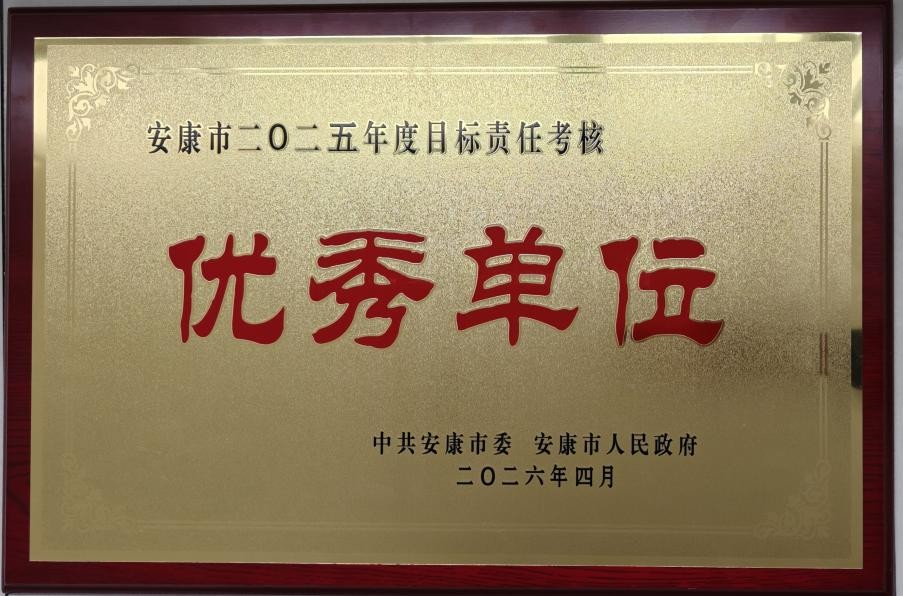 安康市二〇二五年度目标责任考核
优秀单位
中共安康市委 安康市人民政府
二〇二六年四月